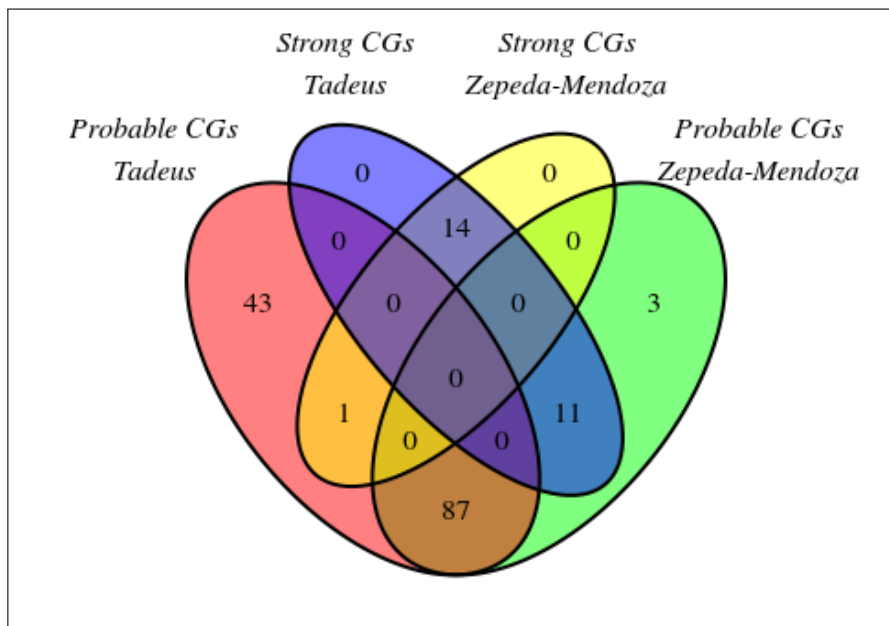 Strong CGs
Tadeus
Strong CGs
Zepeda-Mendoza
Probable CGs
Tadeus
Probable CGs
Zepeda-Mendoza
0
0
14
0
0
43
0
0
3
0
1
11
0
0
87